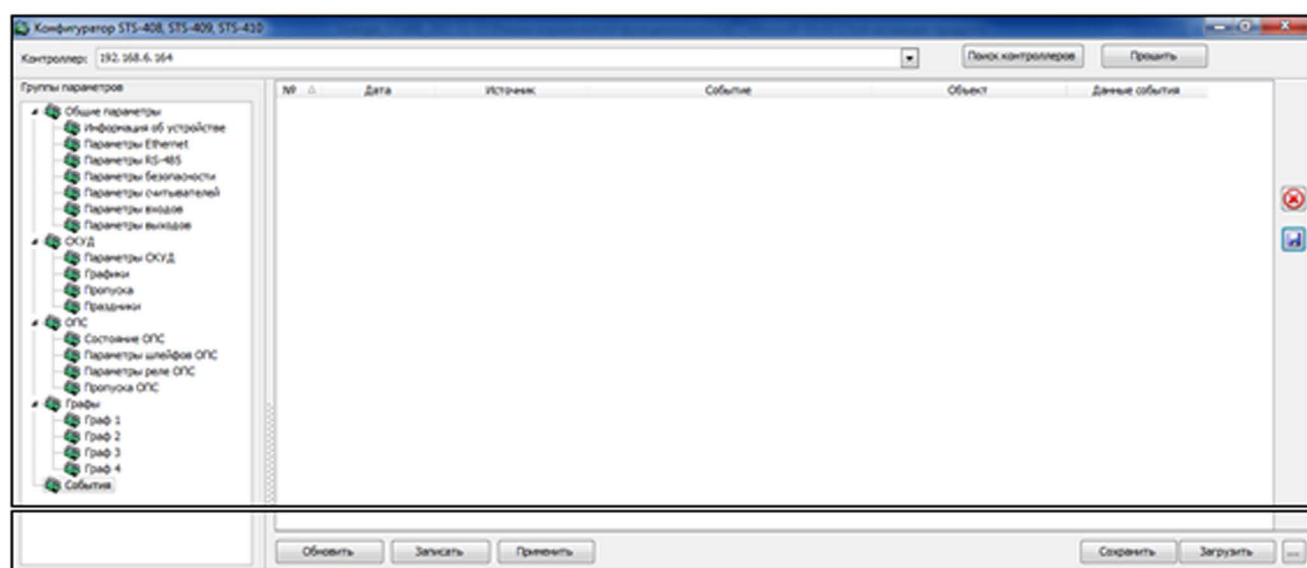 Конфигуратор STS-408, STS-409, STS-410
Контроллер: 192.168.6.164
Поиск контроллеров
Прошить
Группы параметров
№ Дата Источник Событие Объект Данные события
Общие параметры
Информация об устройстве
Параметры Ethernet
Параметры RS-485
Параметры безопасности
Параметры считывателей
Параметры входов
Параметры выходов
СКУД
Параметры СКУД
Графики
Пропуска
Праздники
ОПС
Состояние ОПС
Параметры шлейфов ОПС
Параметры реле ОПС
Пропуска ОПС
Графы
Граф 1
Граф 2
Граф 3
Граф 4
События
Обновить Записать Применить Сохранить Загрузить ...